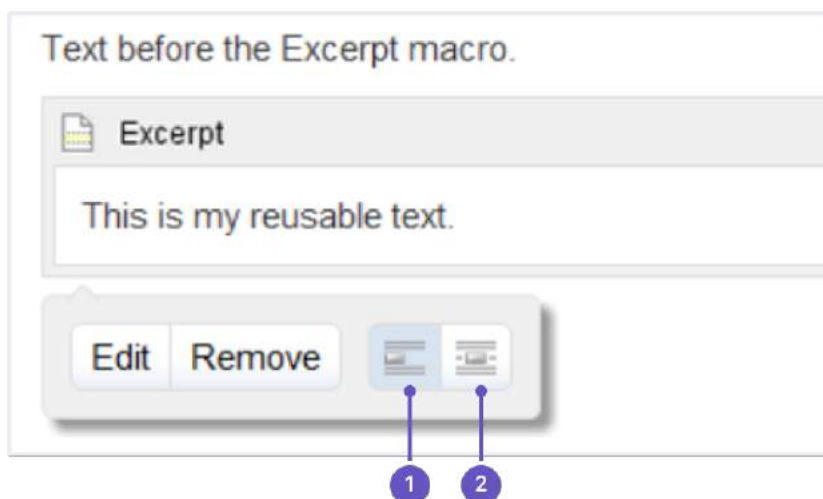 Text before the Excerpt macro.
Excerpt
This is my reusable text.
Edit Remove
1 2